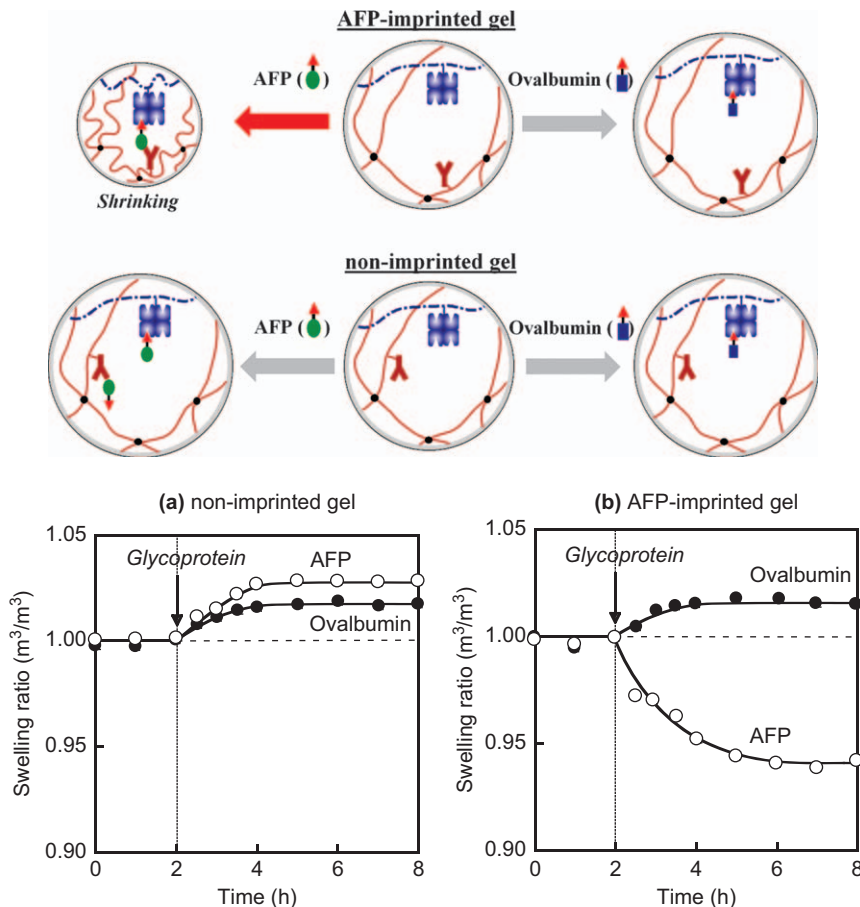 AFP-imprinted gel
AFP ( )
Ovalbumin ( )
Shrinking
non-imprinted gel
AFP ( )
Ovalbumin ( )
(a) non-imprinted gel
1.05
1.00
0.95
0.90
Swelling ratio (m³/m³)
Glycoprotein
AFP
Ovalbumin
0 2 4 6 8
Time (h)
(b) AFP-imprinted gel
1.05
1.00
0.95
0.90
Swelling ratio (m³/m³)
Glycoprotein
Ovalbumin
AFP
0 2 4 6 8
Time (h)